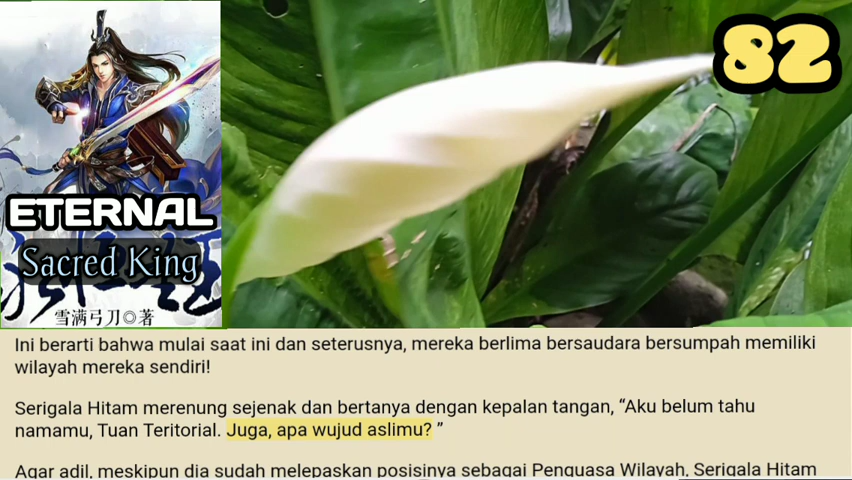 82
ETERNAL
Sacred King
雪满弓刀◎著
Ini berarti bahwa mulai saat ini dan seterusnya, mereka berlima bersaudara bersumpah memiliki
wilayah mereka sendiri!
Serigala Hitam merenung sejenak dan bertanya dengan kepalan tangan, “Aku belum tahu
namamu, Tuan Teritorial. Juga, apa wujud aslimu? ”
Agar adil, meskipun dia sudah melepaskan posisinya sebagai Penguasa Wilayah, Serigala Hitam